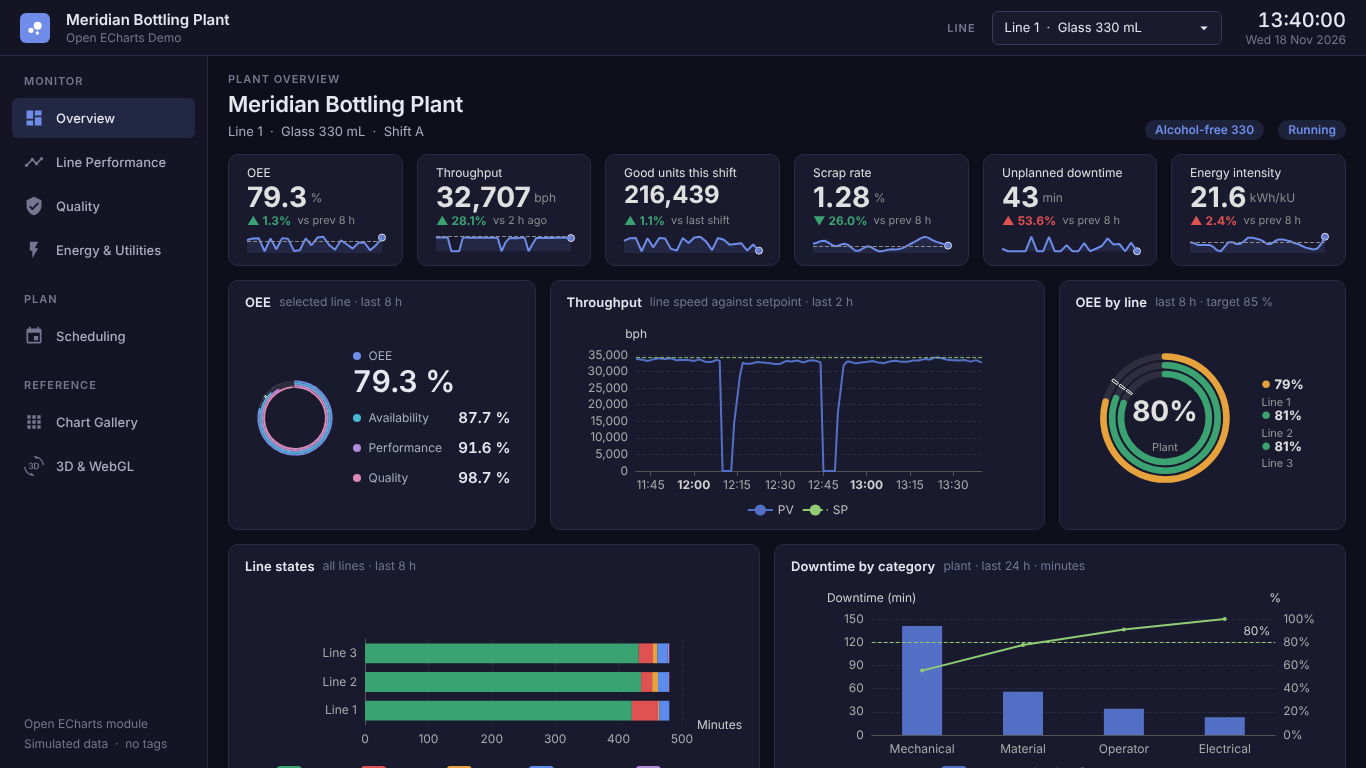 Meridian Bottling Plant
Open ECharts Demo
LINE
Line 1 · Glass 330 mL
13:40:00
Wed 18 Nov 2026
MONITOR
Overview
Line Performance
Quality
Energy & Utilities
PLAN
Scheduling
REFERENCE
Chart Gallery
3D & WebGL
Open ECharts module
Simulated data · no tags
PLANT OVERVIEW
Meridian Bottling Plant
Line 1 · Glass 330 mL · Shift A
Alcohol-free 330
Running
OEE
79.3 %
▲ 1.3% vs prev 8 h
Throughput
32,707 bph
▲ 28.1% vs 2 h ago
Good units this shift
216,439
▲ 1.1% vs last shift
Scrap rate
1.28 %
▼ 26.0% vs prev 8 h
Unplanned downtime
43 min
▲ 53.6% vs prev 8 h
Energy intensity
21.6 kWh/kU
▲ 2.4% vs prev 8 h
OEE selected line · last 8 h
OEE
79.3 %
Availability 87.7 %
Performance 91.6 %
Quality 98.7 %
Throughput line speed against setpoint · last 2 h
bph
35,000
30,000
25,000
20,000
15,000
10,000
5,000
0
11:45 12:00 12:15 12:30 12:45 13:00 13:15 13:30
PV SP
OEE by line last 8 h · target 85 %
80%
Plant
79%
Line 1
81%
Line 2
81%
Line 3
Line states all lines · last 8 h
Line 3
Line 2
Line 1
Minutes
0 100 200 300 400 500
Downtime by category plant · last 24 h · minutes
Downtime (min) %
150 100%
80%
120 80%
90 60%
60 40%
30 20%
0 0%
Mechanical Material Operator Electrical